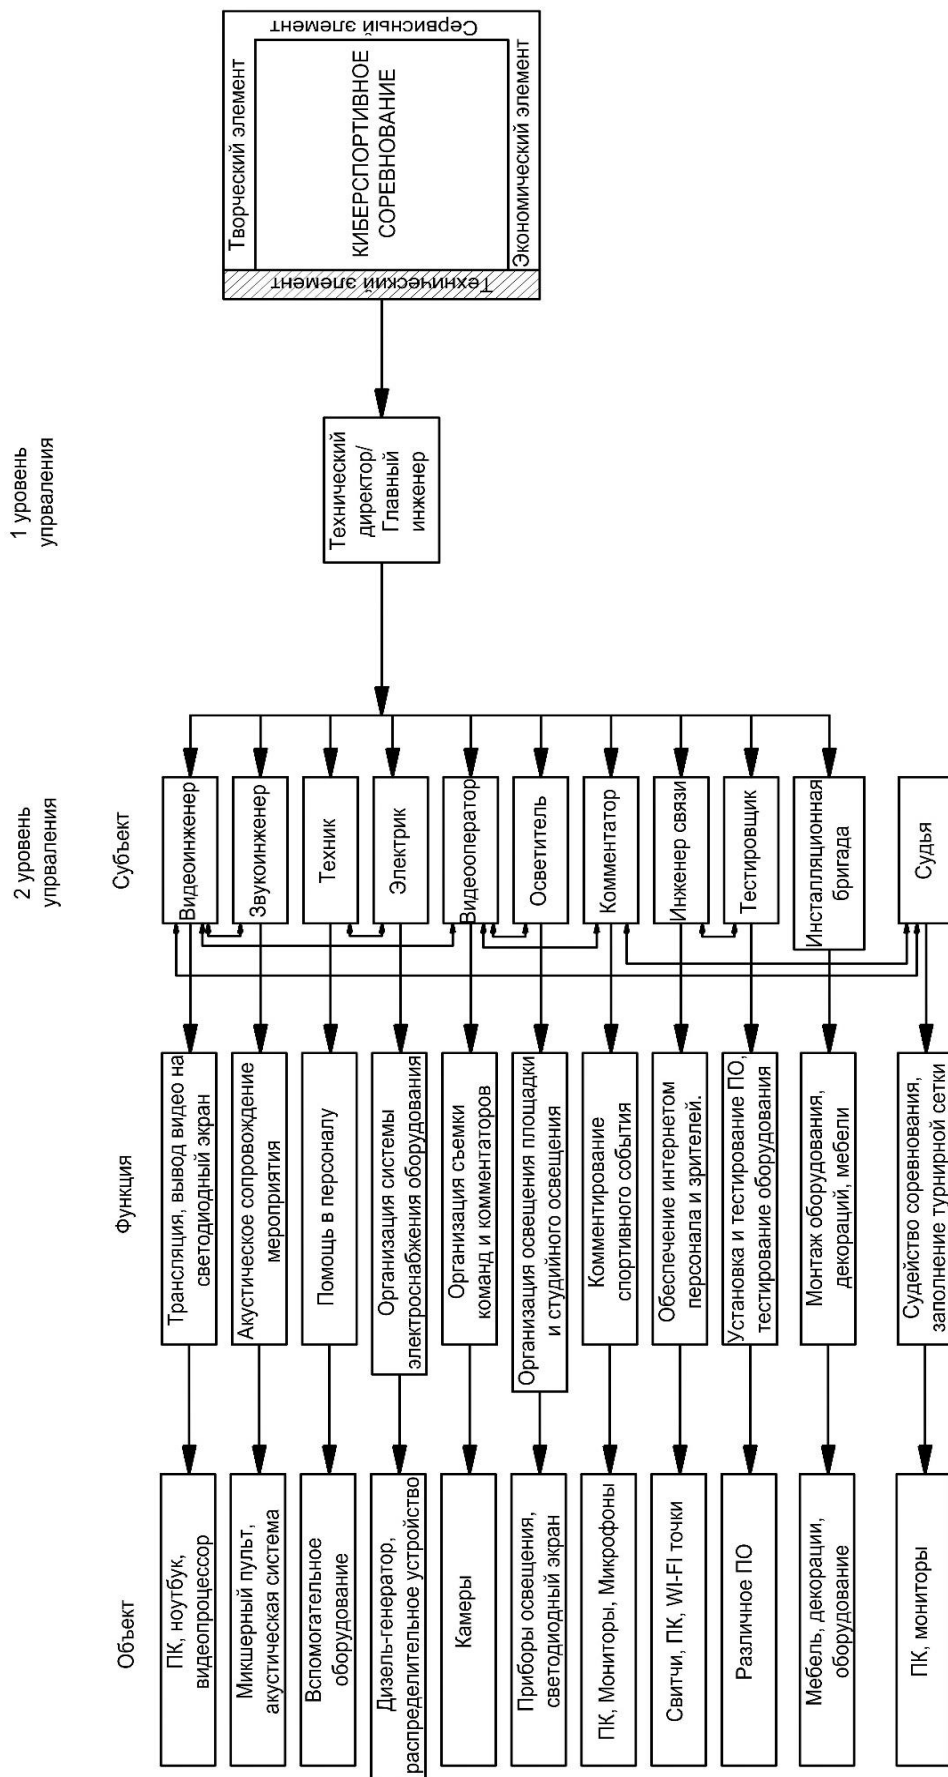 Сервисный элемент
Творческий элемент
КИБЕРСПОРТИВНОЕ
СОРЕВНОВАНИЕ
Экономический элемент
Технический элемент
1 уровень
упрваления
Технический
директор/
Главный
инженер
2 уровень
упрваления
Субъект
Видеоинженер
Звукоинженер
Техник
Электрик
Видеооператор
Осветитель
Комментатор
Инженер связи
Тестировщик
Инсталляционная
бригада
Судья
Функция
Трансляция, вывод видео на
светодиодный экран
Акустическое сопровождение
мероприятия
Помощь в персоналу
Организация системы
электроснабжения оборудования
Организация съемки
команд и комментаторов
Организация освещения площадки
и студийного освещения
Комментирование
спортивного события
Обеспечение интернетом
персонала и зрителей.
Установка и тестирование ПО,
тестирование оборудования
Монтаж оборудования,
декораций, мебели
Судейство соревнования,
заполнение турнирной сетки
Объект
ПК, ноутбук,
видеопроцессор
Микшерный пульт,
акустическая система
Вспомогательное
оборудование
Дизель-генератор,
распределительное устройство
Камеры
Приборы освещения,
светодиодный экран
ПК, Мониторы, Микрофоны
Свитчи, ПК, WI-FI точки
Различное ПО
Мебель, декорации,
оборудование
ПК, мониторы